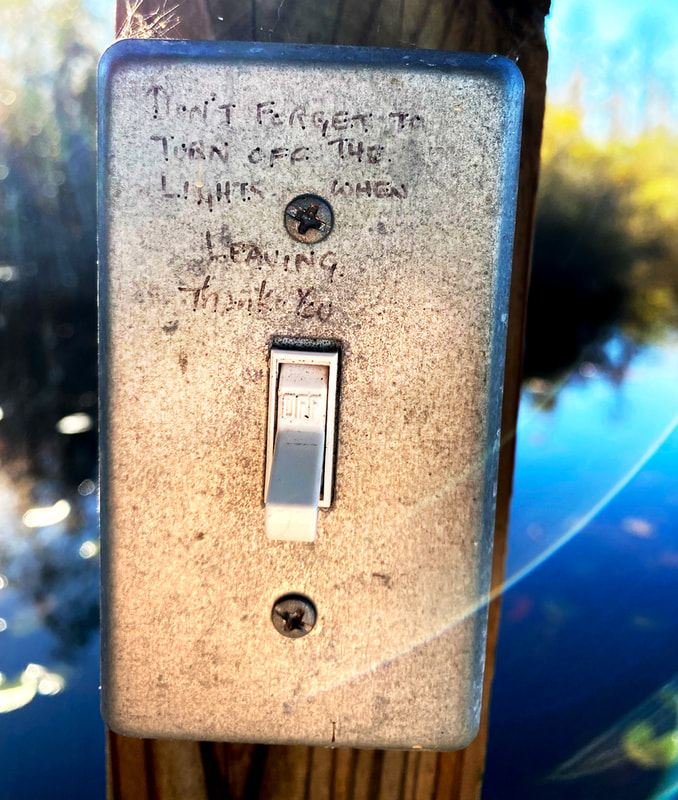 DON'T FORGET TO
TURN OFF THE
LIGHTS WHEN
LEAVING.
Thank You
OFF